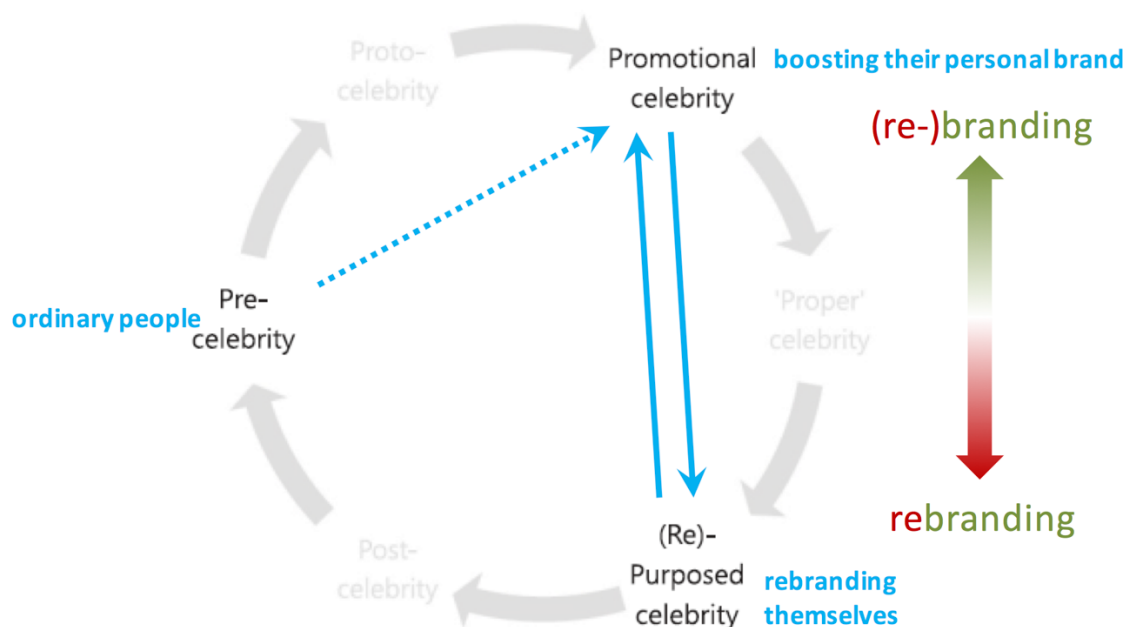 Proto-
celebrity
Promotional
celebrity
boosting their personal brand
(re-)branding
ordinary people
Pre-
celebrity
'Proper'
celebrity
rebranding
Post-
celebrity
(Re)-
Purposed
celebrity
rebranding
themselves